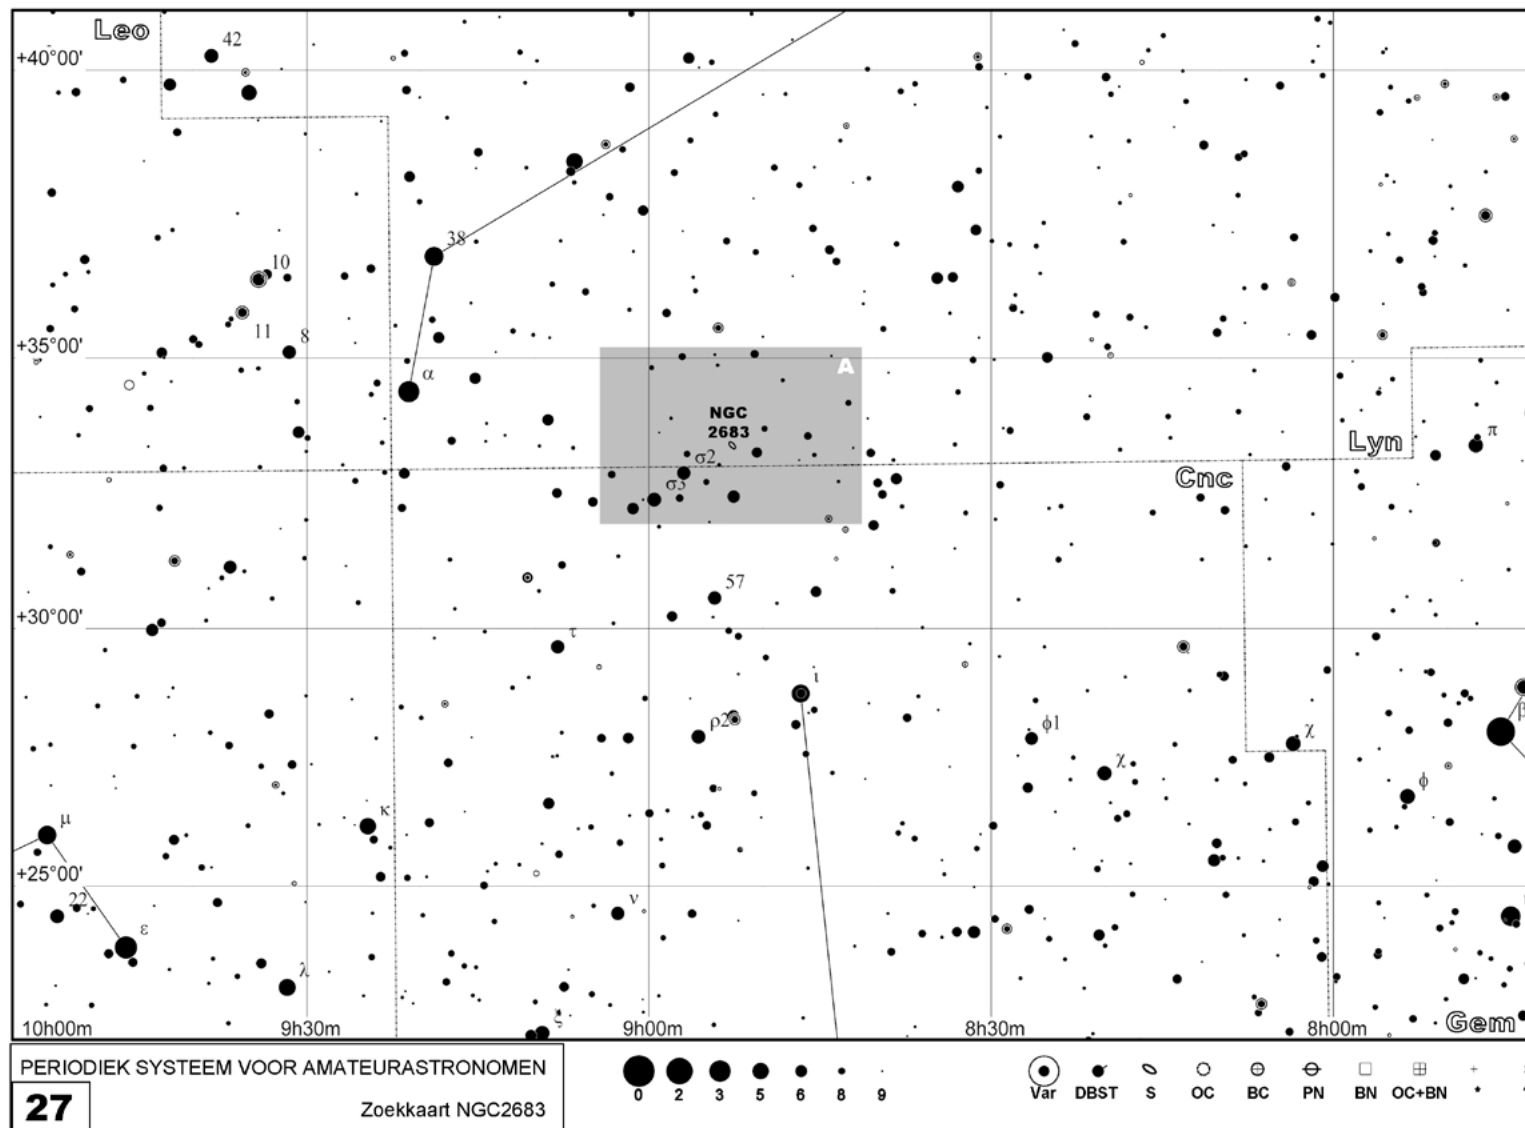 Leo
42
+40°00'
38
10
11
8
+35°00'
α
A
NGC
2683
σ2
σ3
Lyn
π
Cnc
57
+30°00'
τ
ι
ρ2
φ1
χ
χ
β
φ
μ
κ
+25°00'
22
ν
ε
λ
ξ
10h00m
9h30m
9h00m
8h30m
8h00m
Gem
PERIODIEK SYSTEEM VOOR AMATEURASTRONOMEN
27
Zoekkaart NGC2683
0 2 3 5 6 8 9
Var DBST S OC BC PN BN OC+BN *